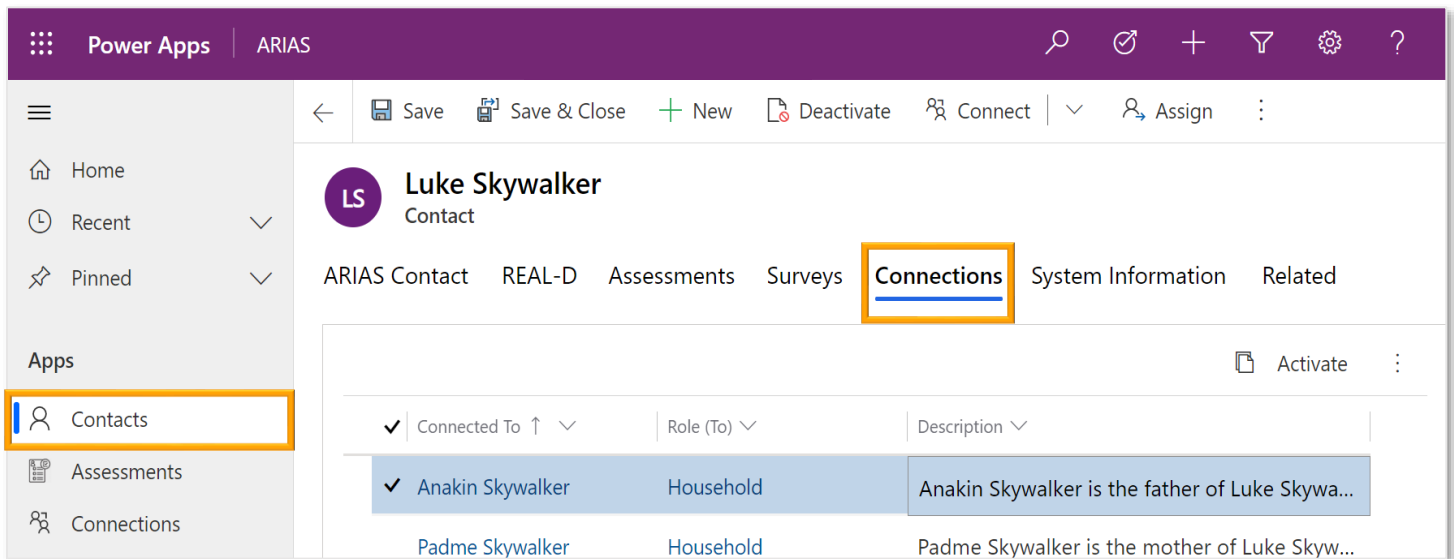 Power Apps ARIAS
Save Save & Close New Deactivate Connect Assign
Home
Recent
Pinned
Apps
Contacts
Assessments
Connections
LS
Luke Skywalker
Contact
ARIAS Contact REAL-D Assessments Surveys Connections System Information Related
Activate
Connected To ↑ Role (To) Description
Anakin Skywalker Household Anakin Skywalker is the father of Luke Skywa...
Padme Skywalker Household Padme Skywalker is the mother of Luke Skyw...